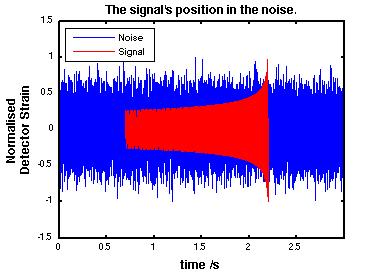 The signal's position in the noise.
1.5
Noise
Signal
1
0.5
0
-0.5
-1
-1.5
Normalised
Detector Strain
0
0.5
1
1.5
2
2.5
time /s